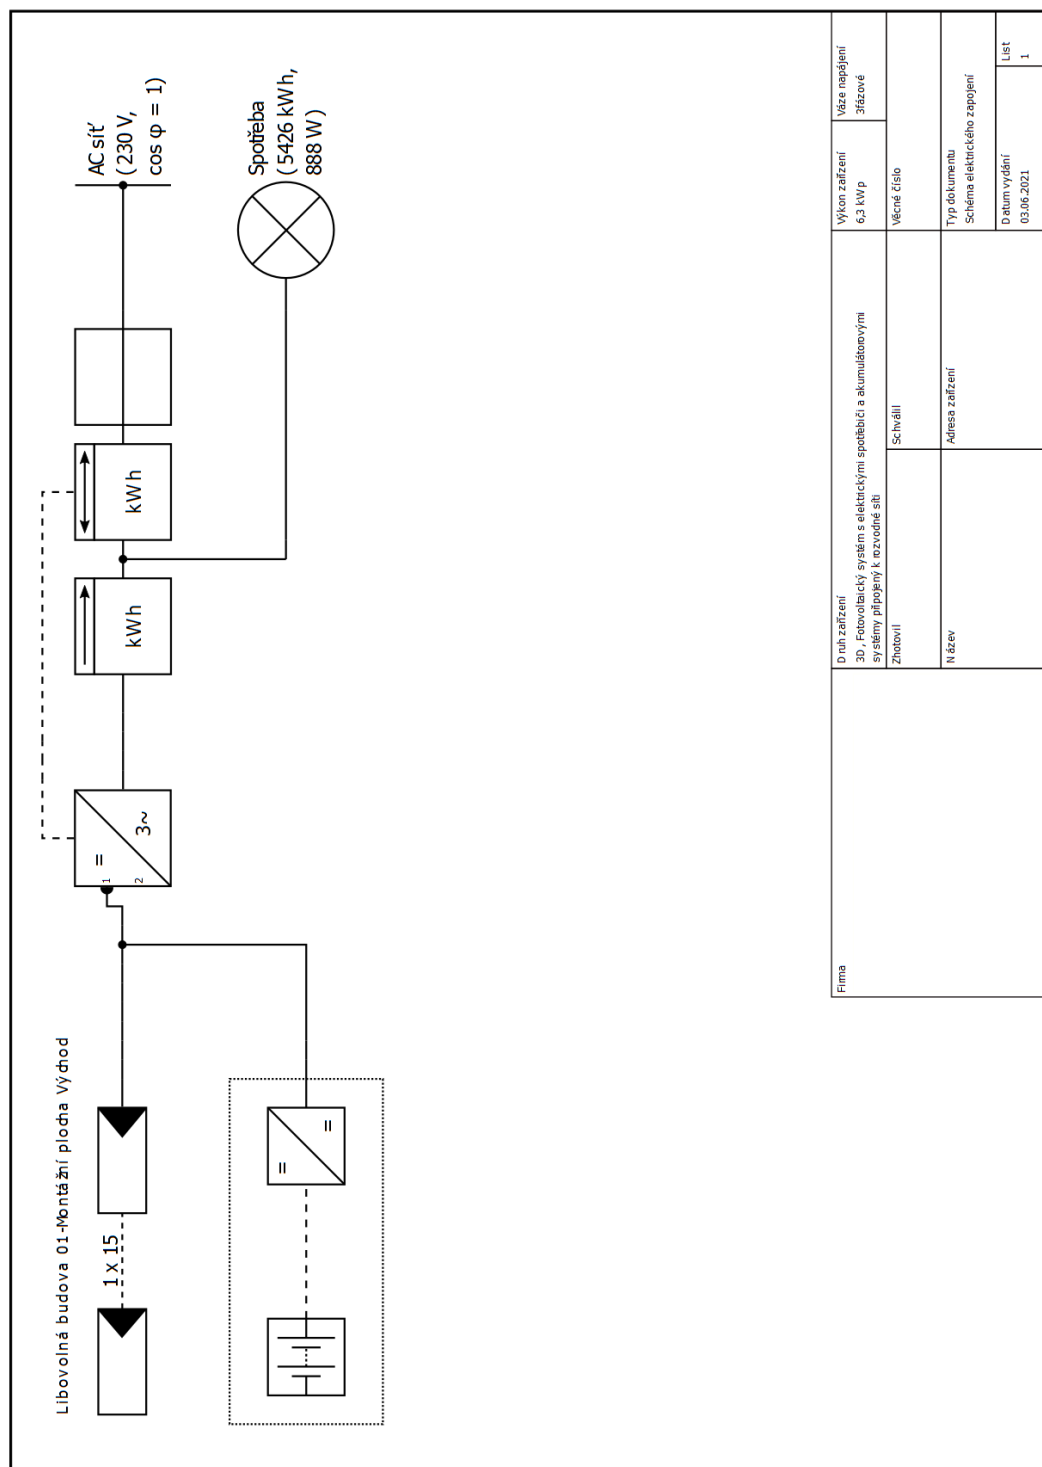 AC síť
(230 V,
cos φ = 1)
Spotřeba
(5426 kWh,
888 W)
kWh
kWh
3~
=
1
2
Libovolná budova 01-Montážní plocha Východ
1 X 15
=
=
Firma
Druh zařízení
3D, Fotovoltaický systém s elektrickými spotřebiči a akumulátorovými
systémy připojený k rozvodné síti
Výkon zařízení
6,3 kWp
Váze napájení
3fázové
Zhotovil
Schválil
Věcné číslo
Název
Adresa zařízení
Typ dokumentu
Schéma elektrického zapojení
Datum vydání
03.06.2021
List
1